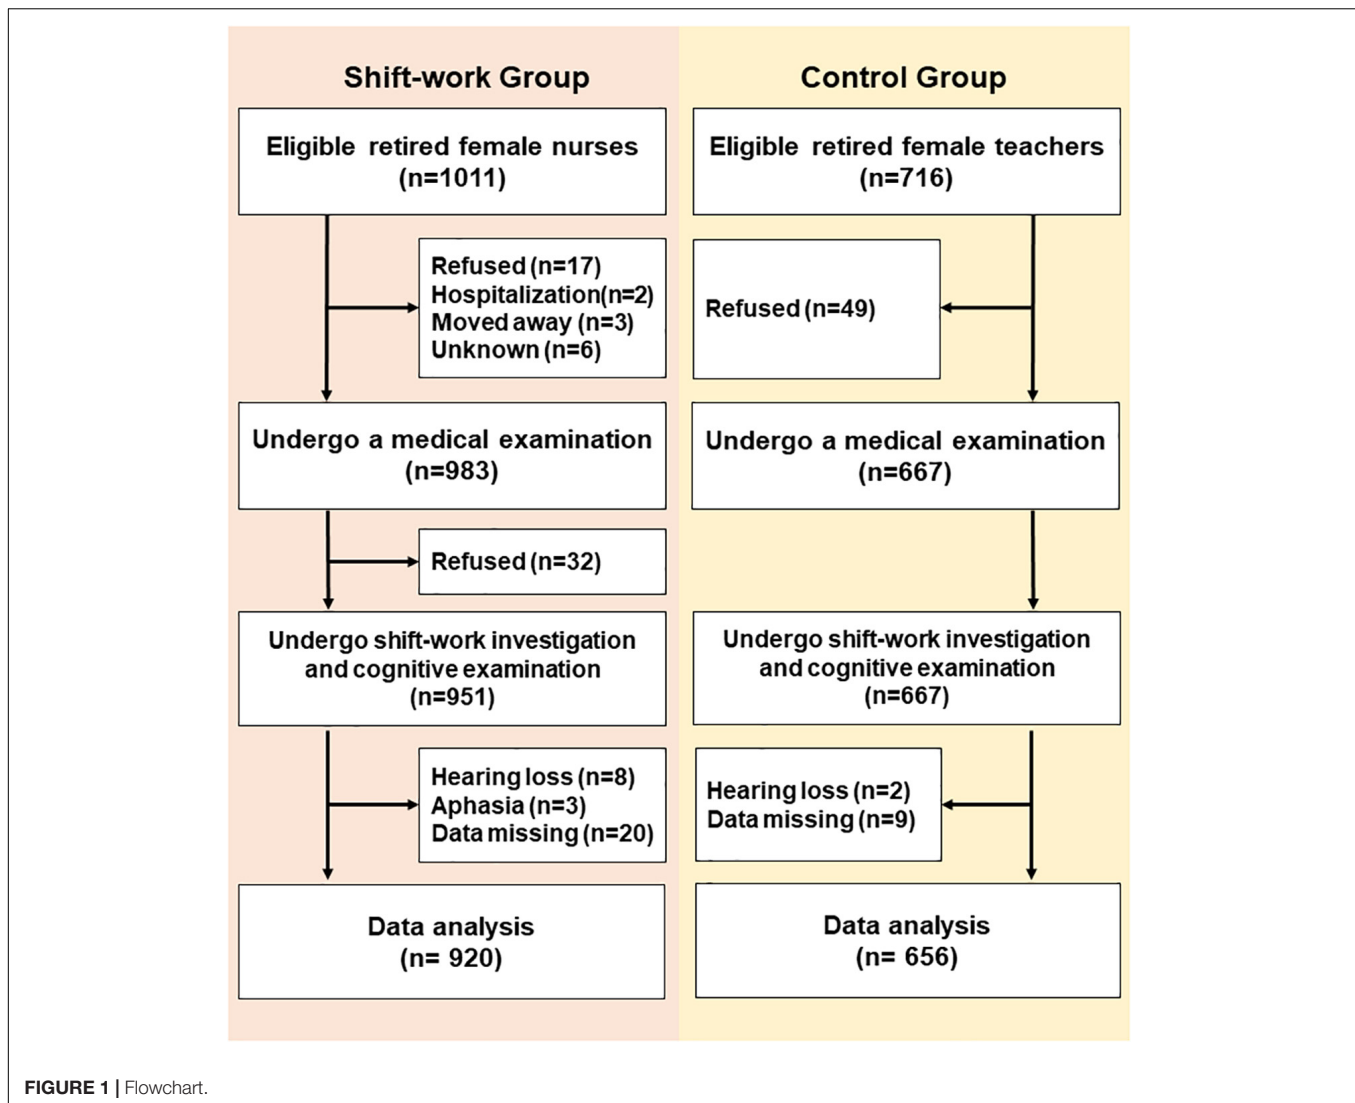 Shift-work Group
Eligible retired female nurses
(n=1011)
Refused (n=17)
Hospitalization(n=2)
Moved away (n=3)
Unknown (n=6)
Undergo a medical examination
(n=983)
Refused (n=32)
Undergo shift-work investigation
and cognitive examination
(n=951)
Hearing loss (n=8)
Aphasia (n=3)
Data missing (n=20)
Data analysis
(n= 920)
Control Group
Eligible retired female teachers
(n=716)
Refused (n=49)
Undergo a medical examination
(n=667)
Undergo shift-work investigation
and cognitive examination
(n=667)
Hearing loss (n=2)
Data missing (n=9)
Data analysis
(n= 656)
FIGURE 1 | Flowchart.